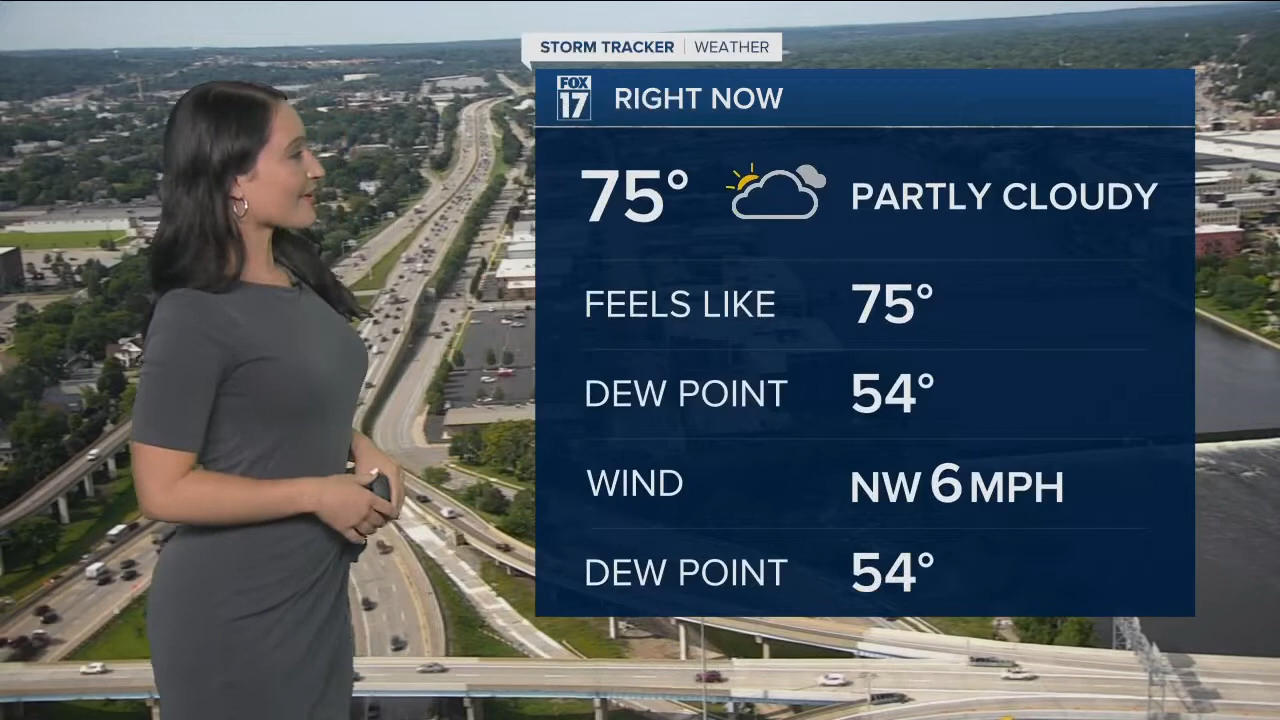 STORM TRACKER | WEATHER
FOX 17 RIGHT NOW
75° PARTLY CLOUDY
FEELS LIKE 75°
DEW POINT 54°
WIND NW 6 MPH
DEW POINT 54°